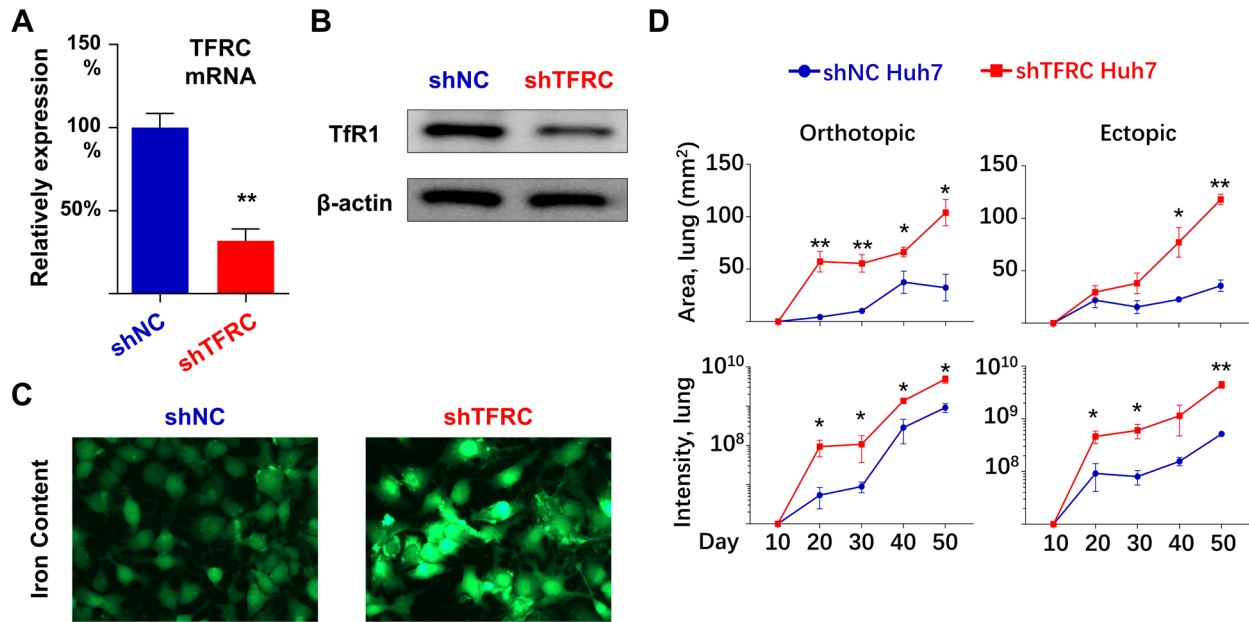 A
150
%
TFRC
mRNA
100
%
**
50%
Relatively expression
shNC
shTFRC
B
shNC
shTFRC
TfR1
β-actin
C
shNC
shTFRC
Iron Content
D
shNC Huh7
shTFRC Huh7
Orthotopic
Ectopic
Area, lung (mm²)
150
100
50
**
**
*
*
150
100
50
*
**
Intensity, lung
10¹⁰
10⁸
*
*
*
*
10¹⁰
10⁹
10⁸
*
*
**
Day
10 20 30 40 50
10 20 30 40 50